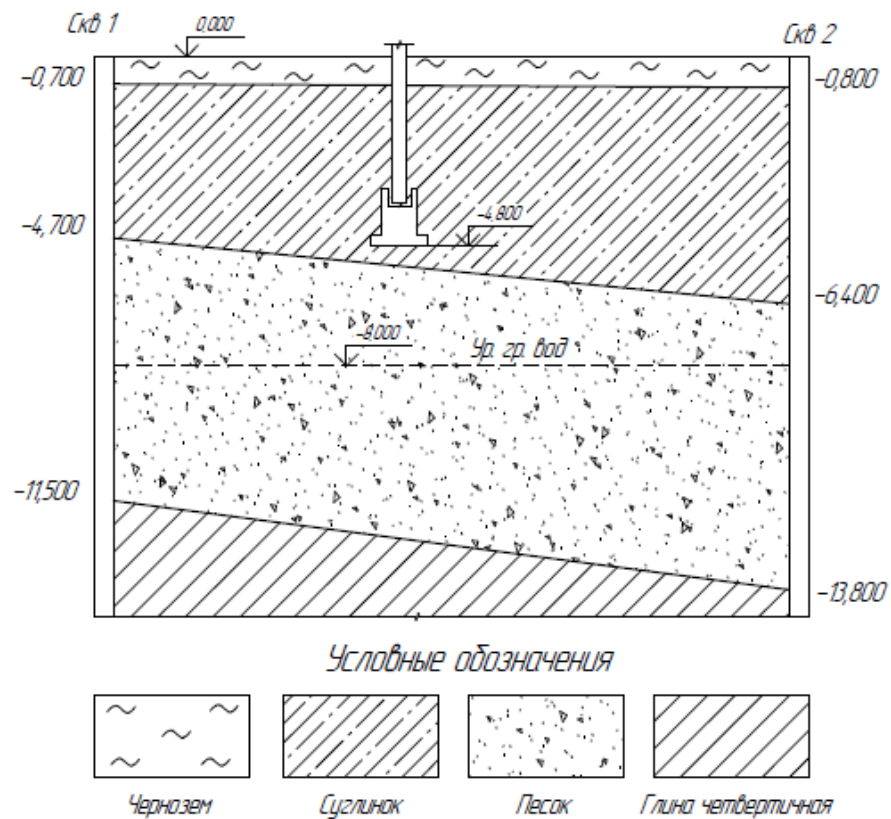 Скв 1
0,000
Скв 2
-0,700
-0,800
-4,700
-4,800
-6,400
-8,000
Ур. гр. вод
-11,500
-13,800
Условные обозначения
Чернозем
Суглинок
Песок
Глина четвертичная